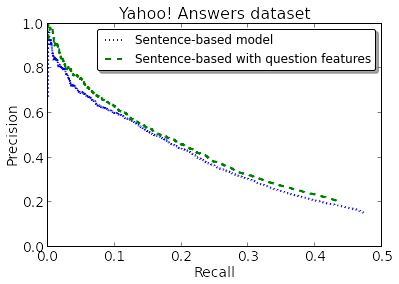 Yahoo! Answers dataset
Sentence-based model
Sentence-based with question features
Precision
1.0
0.8
0.6
0.4
0.2
0.0
0.0 0.1 0.2 0.3 0.4 0.5
Recall